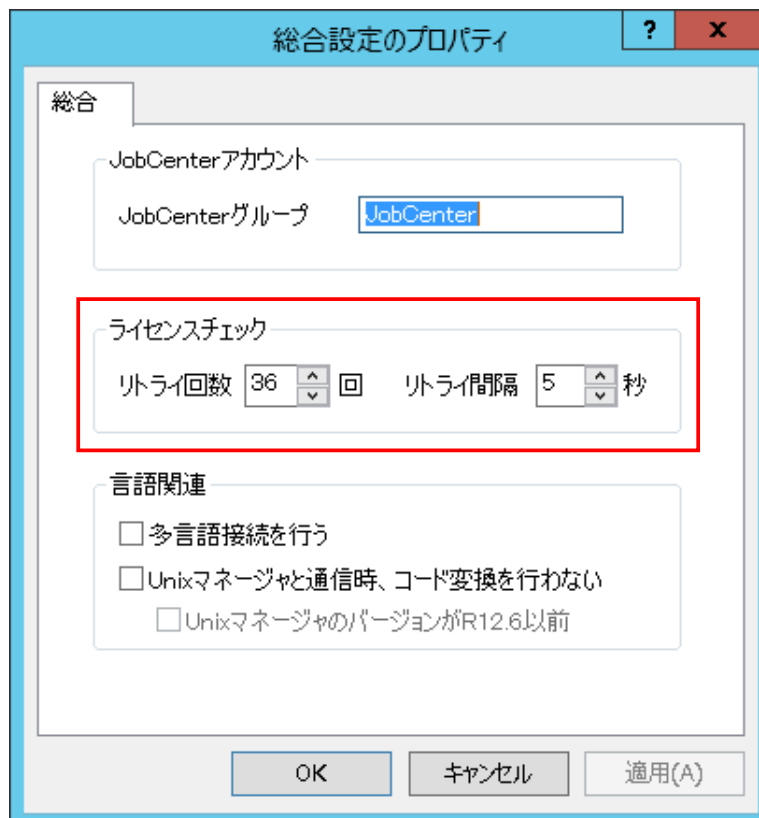 総合設定のプロパティ ? x
総合
JobCenterアカウント
JobCenterグループ JobCenter
ライセンスチェック
リトライ回数 36 回 リトライ間隔 5 秒
言語関連
多言語接続を行う
Unixマネージャと通信時、コード変換を行わない
UnixマネージャのバージョンがR12.6以前
OK キャンセル 適用(A)